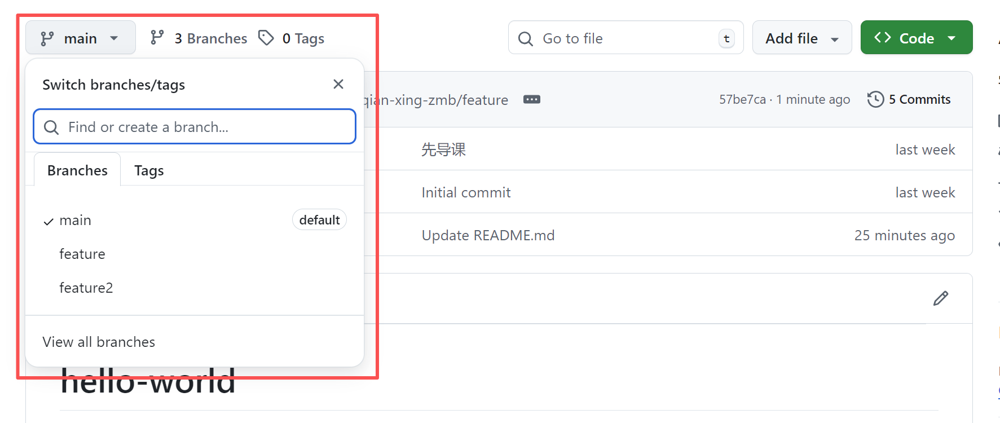 main
3 Branches
0 Tags
Go to file
t
Add file
Code
Switch branches/tags
Find or create a branch...
Branches
Tags
main
default
feature
feature2
View all branches
qian-xing-zmb/feature
57be7ca · 1 minute ago
5 Commits
先导课
last week
Initial commit
last week
Update README.md
25 minutes ago
hello-world